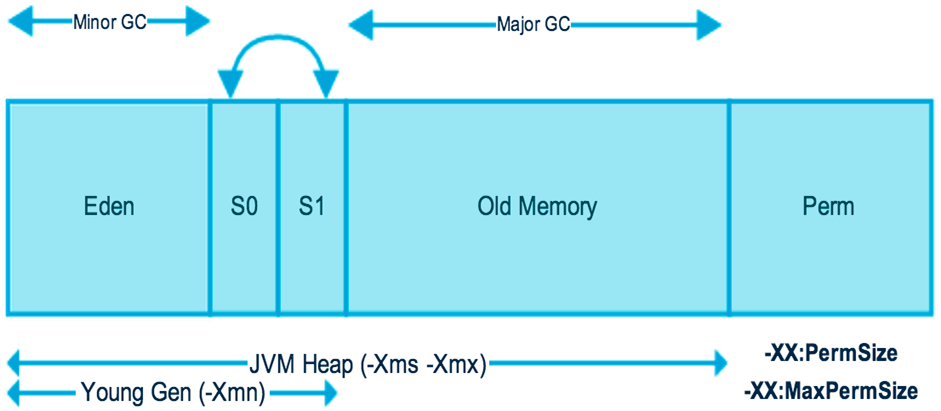 Minor GC
Major GC
Eden
S0
S1
Old Memory
Perm
JVM Heap (-Xms -Xmx)
-XX:PermSize
Young Gen (-Xmn)
-XX:MaxPermSize